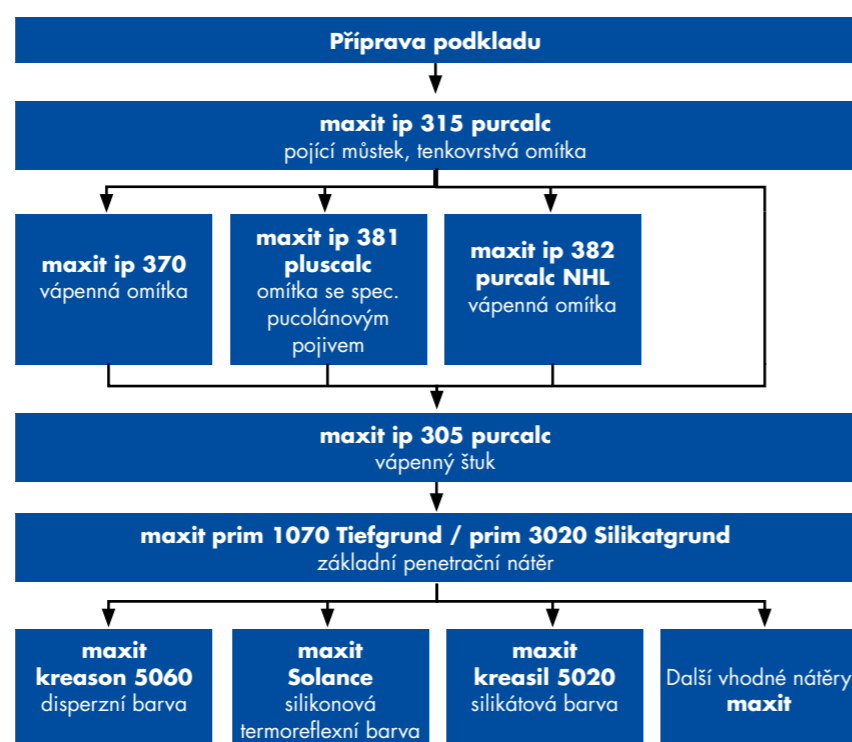 Příprava podkladu
maxit ip 315 purcalc
pojící můstek, tenkovrstvá omítka
maxit ip 370
vápenná omítka
maxit ip 381
pluscalc
omítka se spec.
pucolánovým
pojivem
maxit ip 382
purcalc NHL
vápenná omítka
maxit ip 305 purcalc
vápenný štuk
maxit prim 1070 Tiefgrund / prim 3020 Silikatgrund
základní penetrační nátěr
maxit
kreason 5060
disperzní barva
maxit
Solance
silikonová
termoreflexní barva
maxit
kreasil 5020
silikátová barva
Další vhodné nátěry
maxit